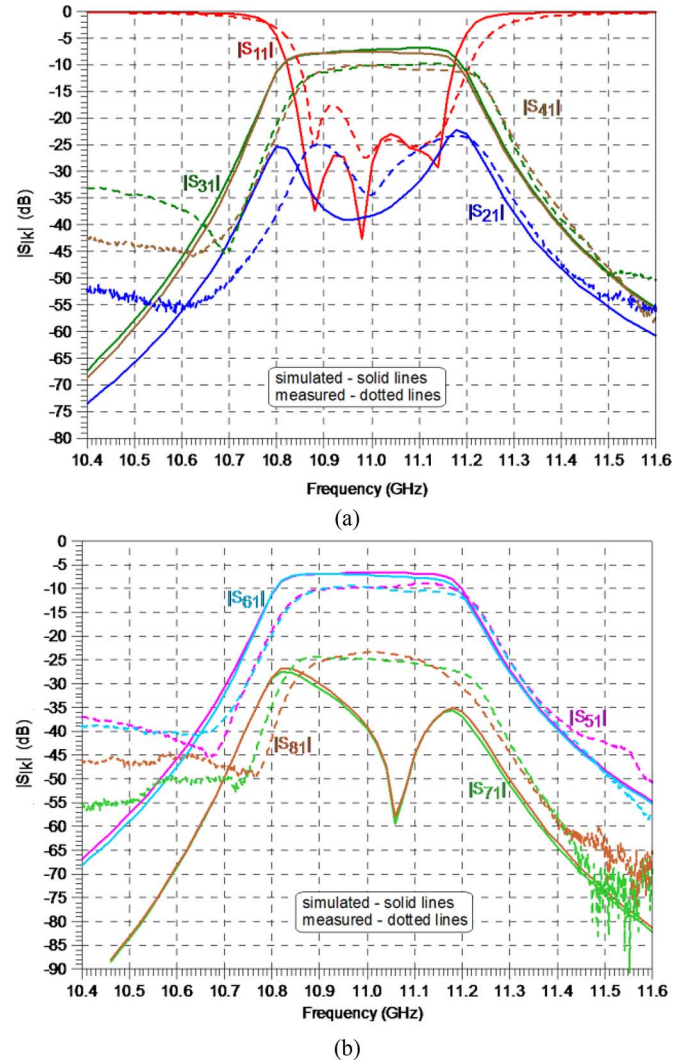 0
-5
-10
-15
-20
-25
-30
-35
-40
-45
-50
-55
-60
-65
-70
-75
-80
|Slk| (dB)
|S11|
|S41|
|S31|
|S21|
simulated - solid lines
measured - dotted lines
10.4 10.5 10.6 10.7 10.8 10.9 11.0 11.1 11.2 11.3 11.4 11.5 11.6
Frequency (GHz)
(a)
0
-5
-10
-15
-20
-25
-30
-35
-40
-45
-50
-55
-60
-65
-70
-75
-80
-85
-90
|Slk| (dB)
|S61|
|S51|
|S81|
|S71|
simulated - solid lines
measured - dotted lines
10.4 10.5 10.6 10.7 10.8 10.9 11.0 11.1 11.2 11.3 11.4 11.5 11.6
Frequency (GHz)
(b)